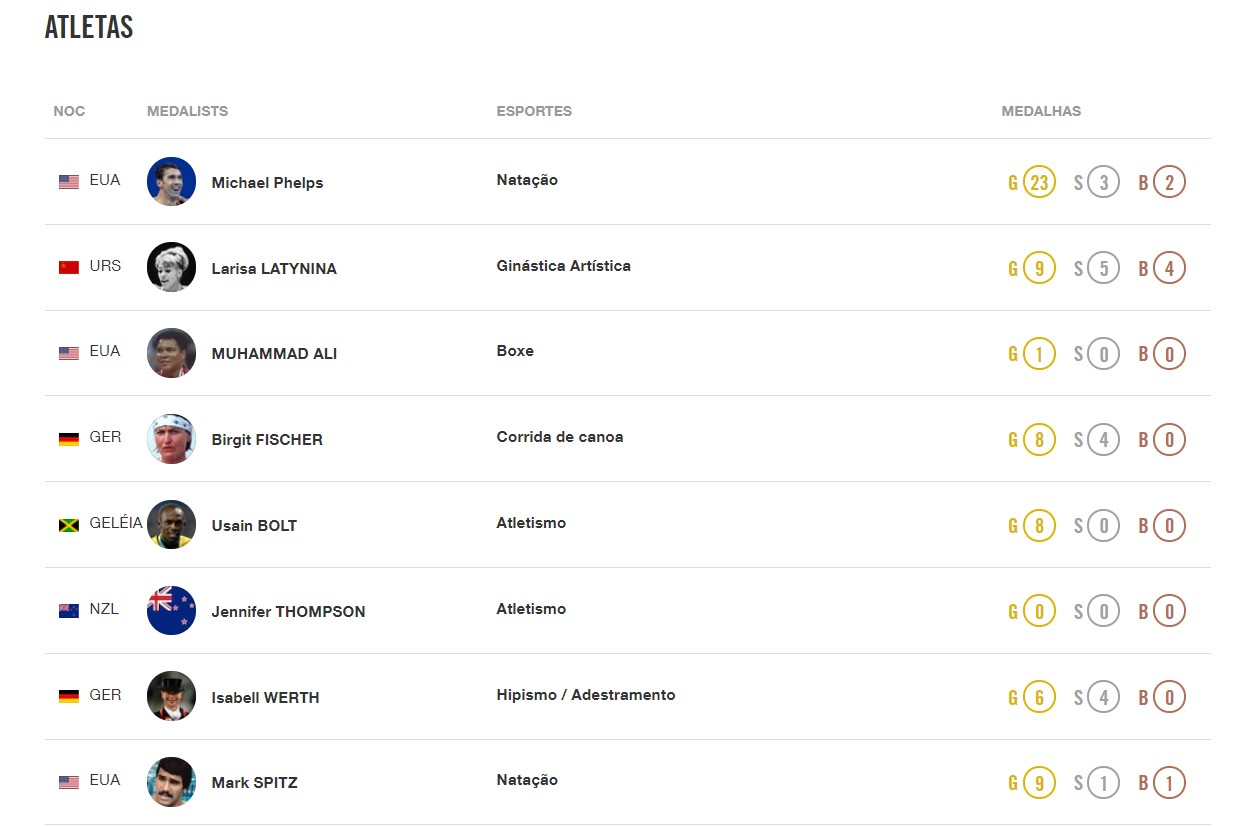 ATLETAS
NOC MEDALISTS ESPORTES MEDALHAS
EUA Michael Phelps Natação G 23 S 3 B 2
URS Larisa LATYNINA Ginástica Artística G 9 S 5 B 4
EUA MUHAMMAD ALI Boxe G 1 S 0 B 0
GER Birgit FISCHER Corrida de canoa G 8 S 4 B 0
GELÉIA Usain BOLT Atletismo G 8 S 0 B 0
NZL Jennifer THOMPSON Atletismo G 0 S 0 B 0
GER Isabell WERTH Hipismo / Adestramento G 6 S 4 B 0
EUA Mark SPITZ Natação G 9 S 1 B 1